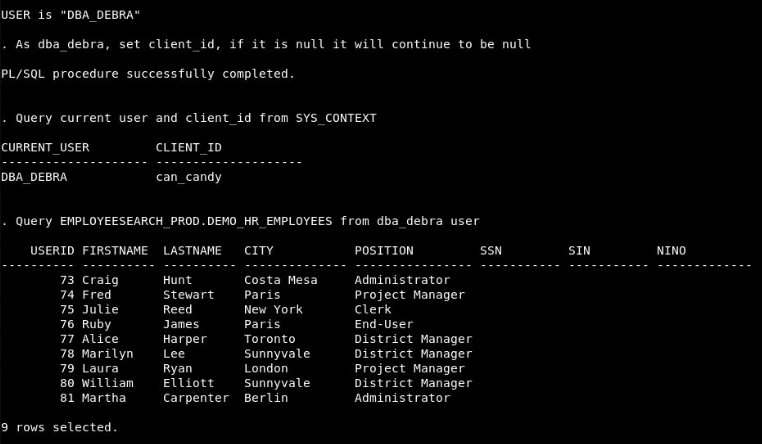 USER is "DBA_DEBRA"
. As dba_debra, set client_id, if it is null it will continue to be null
PL/SQL procedure successfully completed.
. Query current user and client_id from SYS_CONTEXT
CURRENT_USER         CLIENT_ID
-------------------- --------------------
DBA_DEBRA            can_candy
. Query EMPLOYEESEARCH_PROD.DEMO_HR_EMPLOYEES from dba_debra user
    USERID FIRSTNAME  LASTNAME   CITY           POSITION         SSN         SIN         NINO
---------- ---------- ---------- -------------- ---------------- ----------- ----------- -------------
        73 Craig      Hunt       Costa Mesa     Administrator
        74 Fred       Stewart    Paris          Project Manager
        75 Julie      Reed       New York       Clerk
        76 Ruby       James      Paris          End-User
        77 Alice      Harper     Toronto        District Manager
        78 Marilyn    Lee        Sunnyvale      District Manager
        79 Laura      Ryan       London         Project Manager
        80 William    Elliott    Sunnyvale      District Manager
        81 Martha     Carpenter  Berlin         Administrator
9 rows selected.